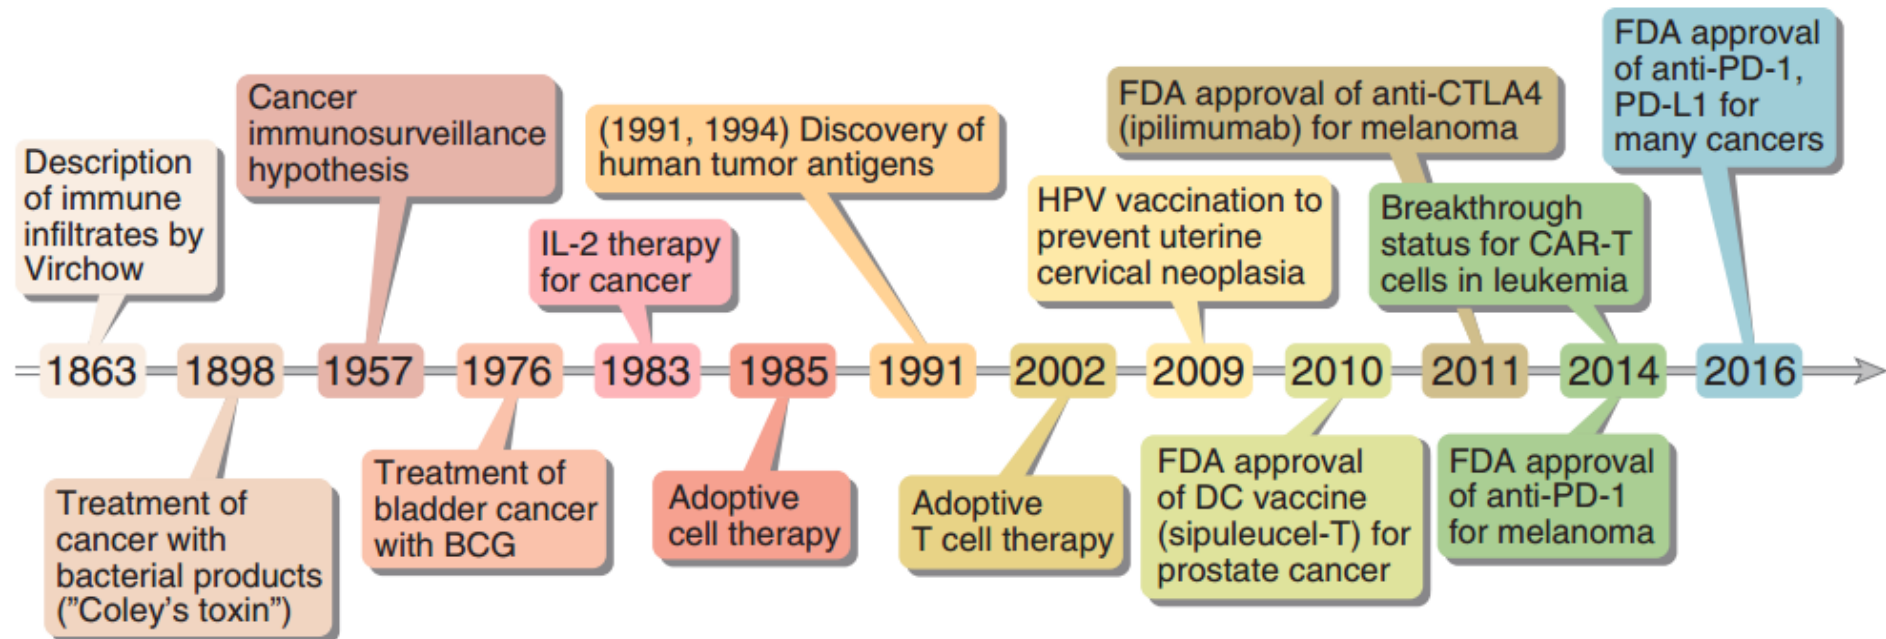 Description
of immune
infiltrates by
Virchow
Cancer
immunosurveillance
hypothesis
IL-2 therapy
for cancer
(1991, 1994) Discovery of
human tumor antigens
HPV vaccination to
prevent uterine
cervical neoplasia
FDA approval of anti-CTLA4
(ipilimumab) for melanoma
Breakthrough
status for CAR-T
cells in leukemia
FDA approval
of anti-PD-1,
PD-L1 for
many cancers
1863 1898 1957 1976 1983 1985 1991 2002 2009 2010 2011 2014 2016
Treatment of
cancer with
bacterial products
("Coley's toxin")
Treatment of
bladder cancer
with BCG
Adoptive
cell therapy
Adoptive
T cell therapy
FDA approval
of DC vaccine
(sipuleucel-T) for
prostate cancer
FDA approval
of anti-PD-1
for melanoma